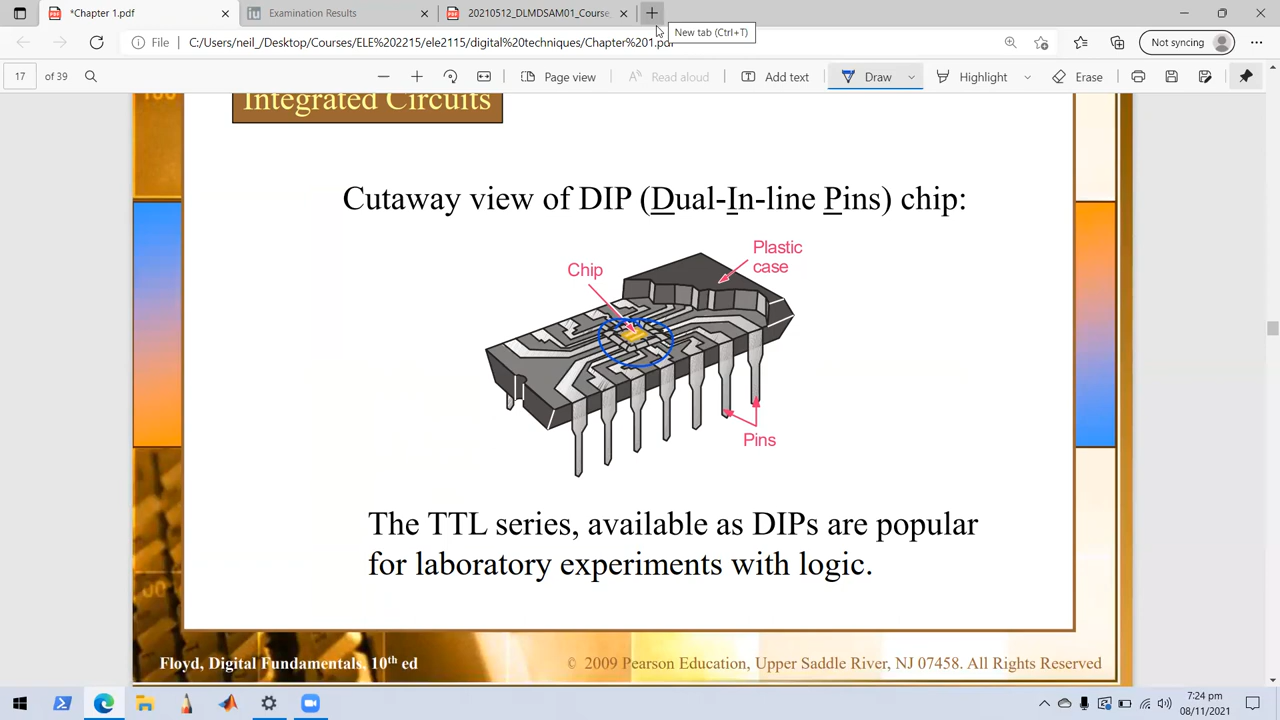 *Chapter 1.pdf
Examination Results
20210512_DLMDSAM01_Course_
New tab (Ctrl+T)
File
C:/Users/neil_/Desktop/Courses/ELE%202215/ele2115/digital%20techniques/Chapter%201.pdf
Not syncing
17
of 39
Page view
Read aloud
Add text
Draw
Highlight
Erase
Integrated Circuits
Cutaway view of DIP (Dual-In-line Pins) chip:
Plastic
case
Chip
Pins
The TTL series, available as DIPs are popular
for laboratory experiments with logic.
Floyd, Digital Fundamentals, 10th ed
© 2009 Pearson Education, Upper Saddle River, NJ 07458. All Rights Reserved
7:24 pm
08/11/2021